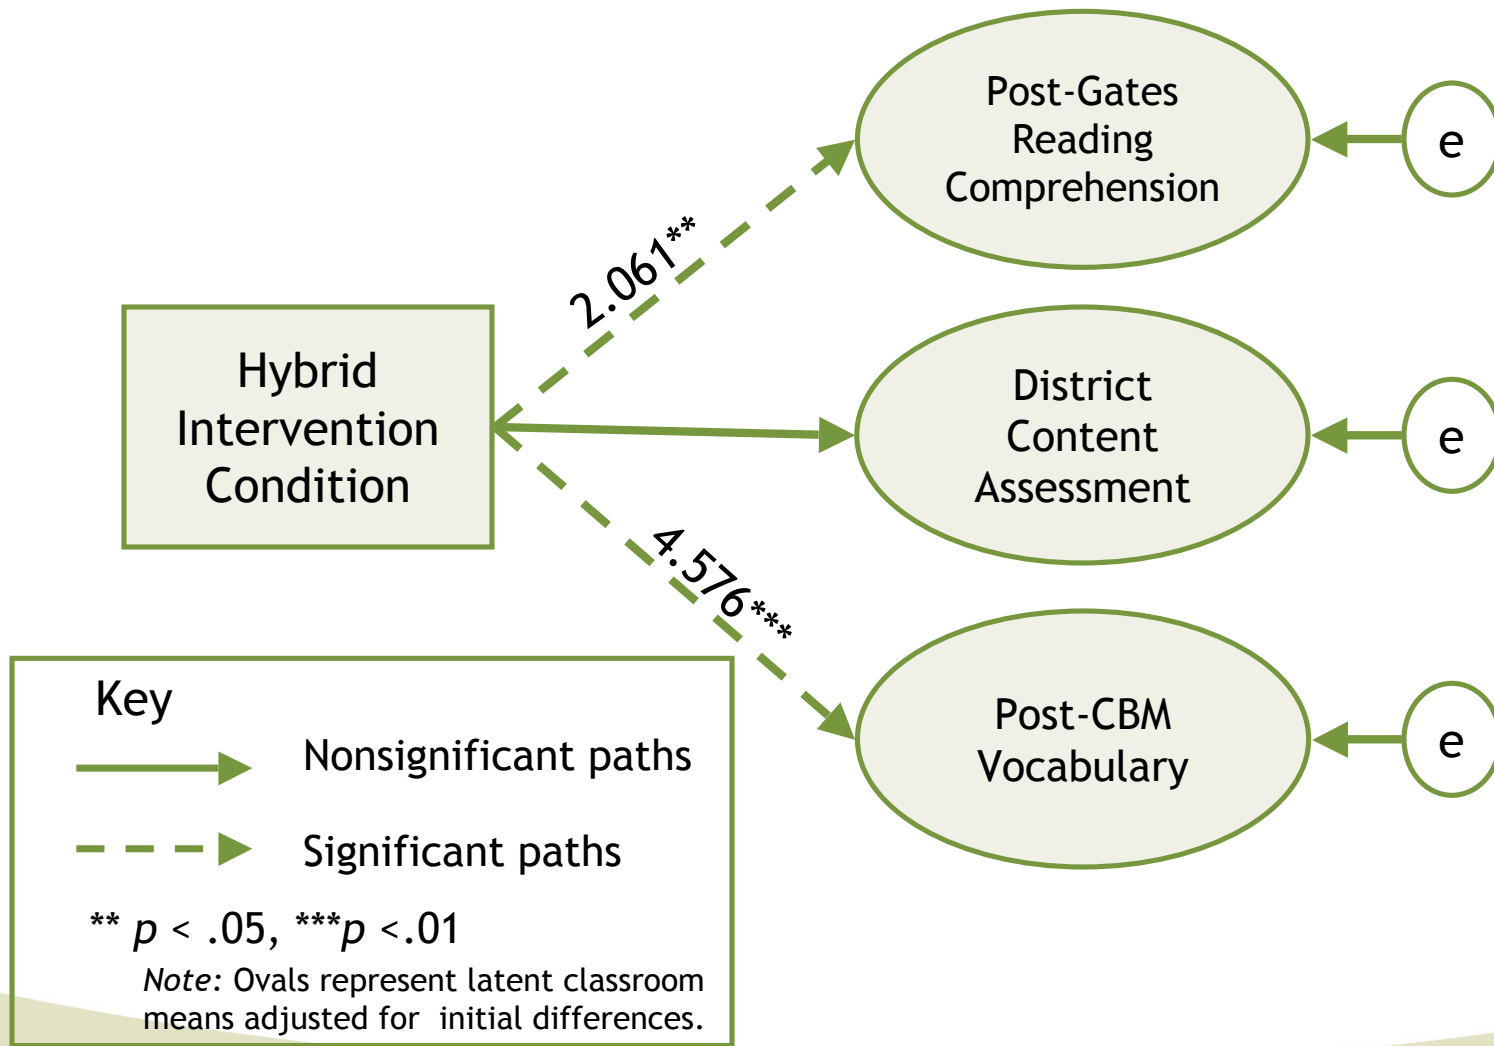 Post-Gates
Reading
Comprehension
e
2.061**
Hybrid
Intervention
Condition
District
Content
Assessment
e
4.576***
Post-CBM
Vocabulary
e
Key
Nonsignificant paths
Significant paths
** p < .05, ***p <.01
Note: Ovals represent latent classroom
means adjusted for  initial differences.